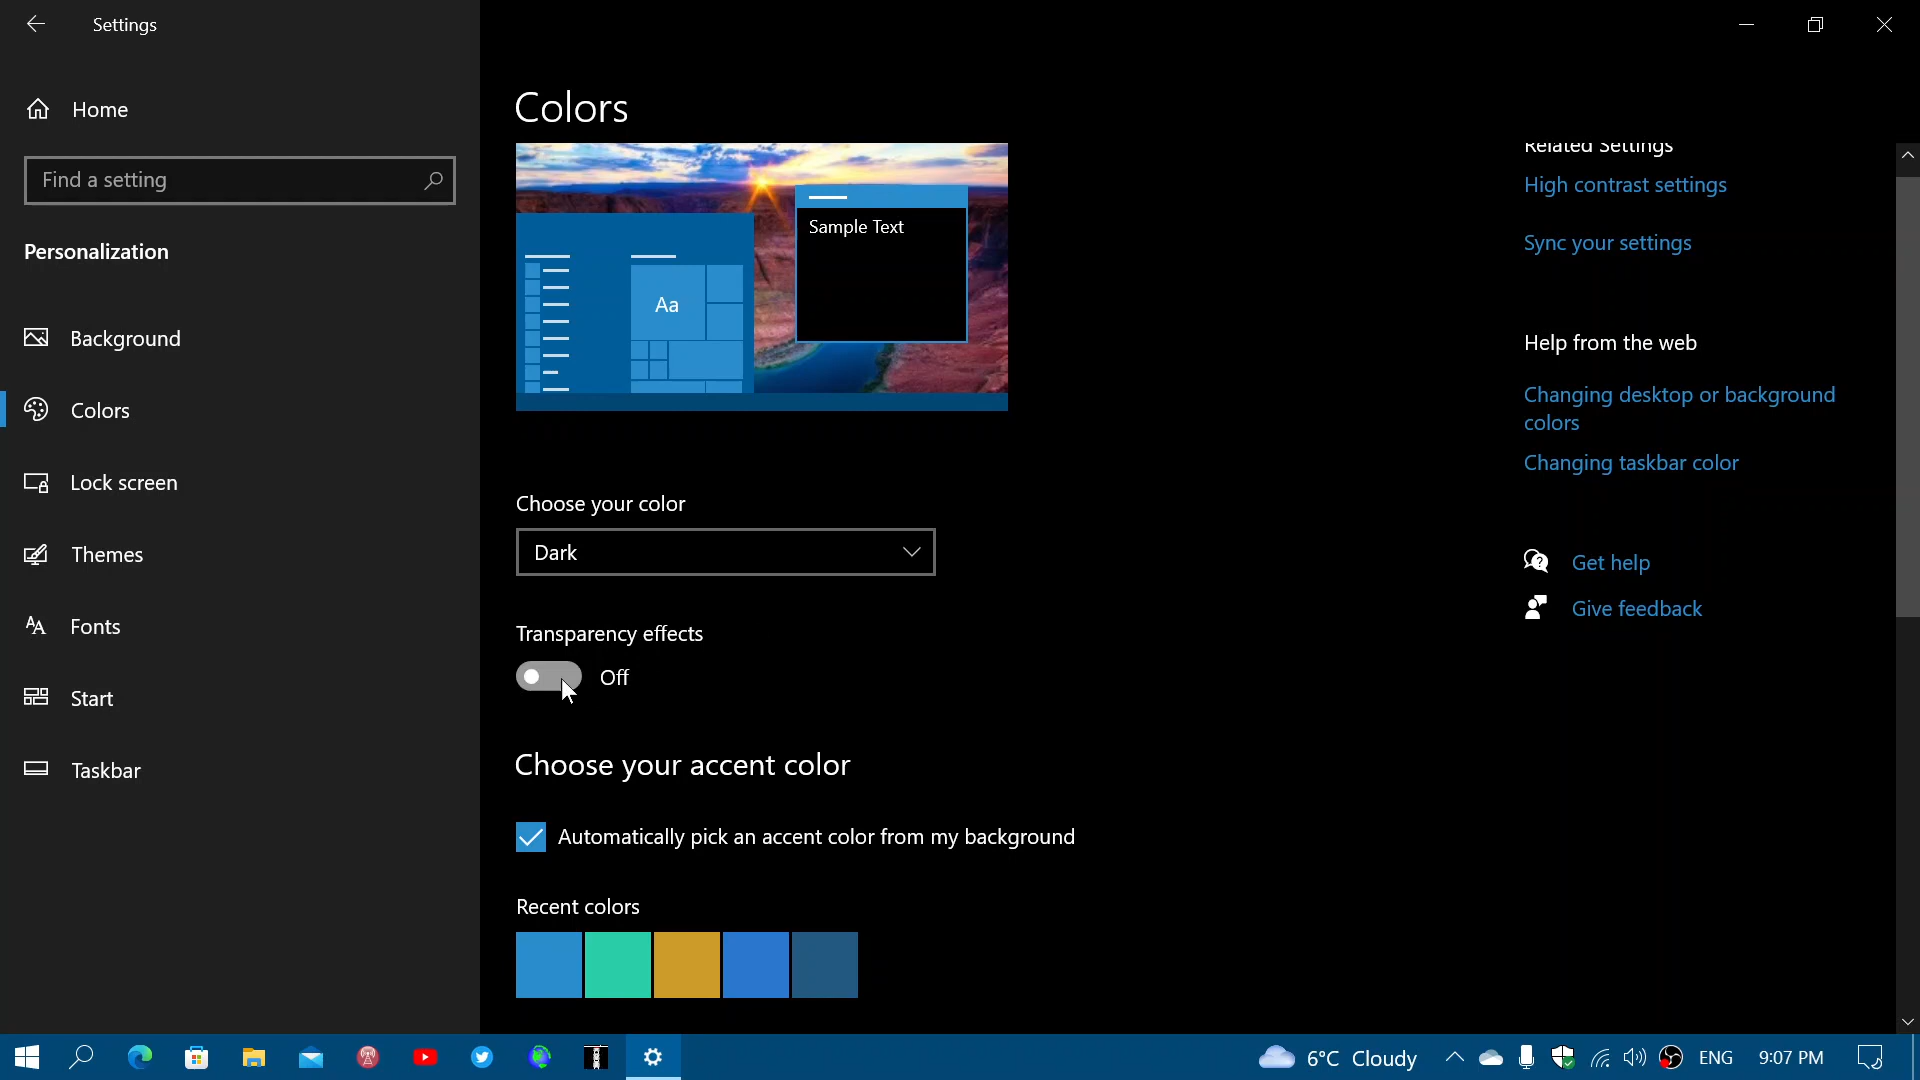 Settings
Home
Find a setting
Personalization
Background
Colors
Lock screen
Themes
Fonts
Start
Taskbar
Colors
Sample Text
Aa
Choose your color
Dark
Transparency effects
Off
Choose your accent color
Automatically pick an accent color from my background
Recent colors
Related Settings
High contrast settings
Sync your settings
Help from the web
Changing desktop or background
colors
Changing taskbar color
Get help
Give feedback
6°C Cloudy
ENG
9:07 PM